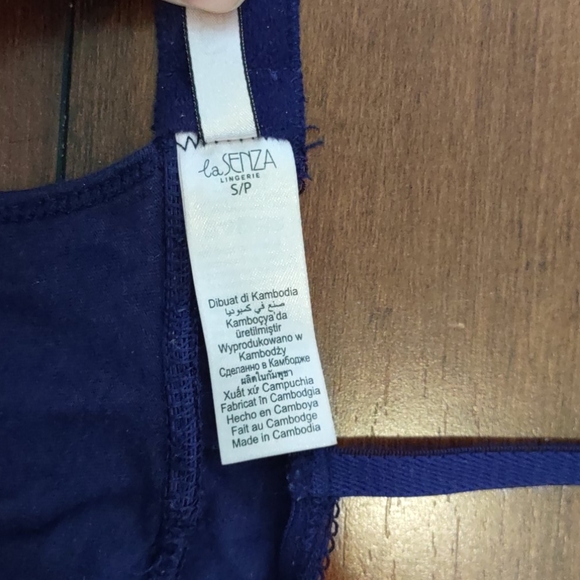 la SENZA
LINGERIE
S/P
Dibuat di Kambodia
صنع في كمبوديا
Kamboçya'da
üretilmiştir
Wyprodukowano w
Kambodży
Сделанно в Камбодже
ผลิตในกัมพูชา
Xuất xứ Campuchia
Fabricat în Cambodgia
Hecho en Camboya
Fait au Cambodge
Made in Cambodia